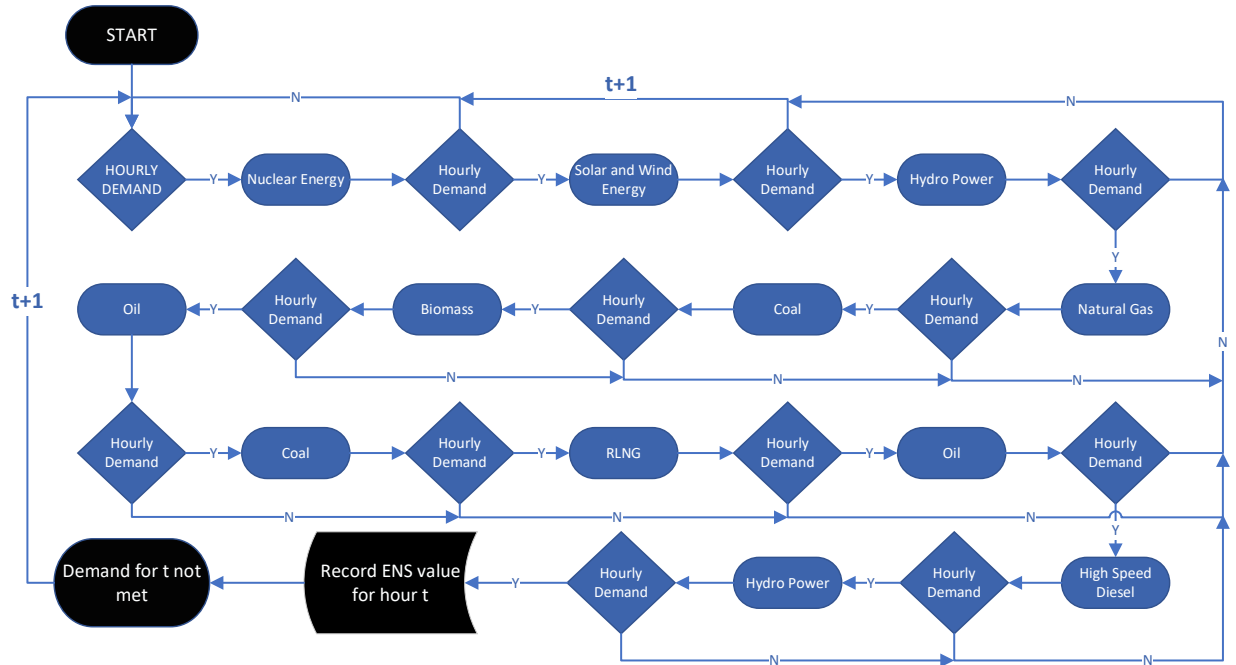 START
t+1
N
N
HOURLY
DEMAND
Y
Nuclear Energy
Hourly
Demand
Y
Solar and Wind
Energy
Hourly
Demand
Y
Hydro Power
Hourly
Demand
Y
t+1
Oil
Y
Hourly
Demand
Biomass
Y
Hourly
Demand
Coal
Y
Hourly
Demand
Natural Gas
N
N
N
N
Hourly
Demand
Y
Coal
Hourly
Demand
Y
RLNG
Hourly
Demand
Y
Oil
Hourly
Demand
N
N
N
Y
Demand for t not
met
Record ENS value
for hour t
Y
Hourly
Demand
Hydro Power
Y
Hourly
Demand
High Speed
Diesel
N
N